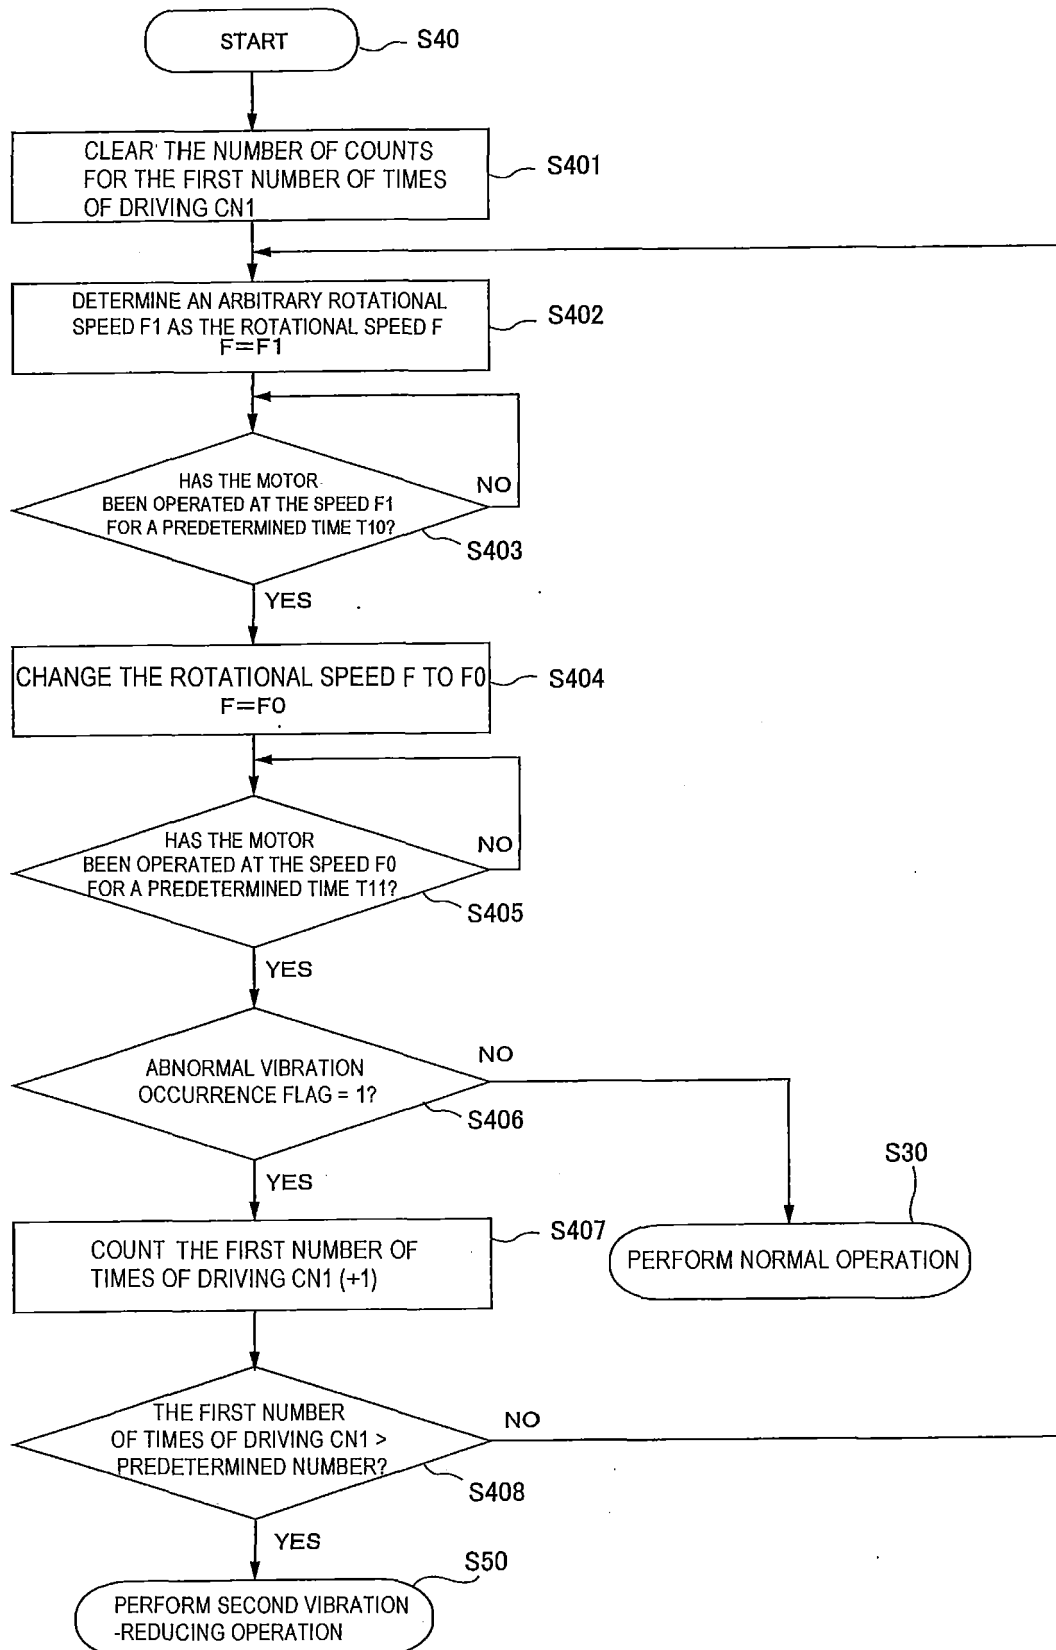 START
S40
CLEAR THE NUMBER OF COUNTS
FOR THE FIRST NUMBER OF TIMES
OF DRIVING CN1
S401
DETERMINE AN ARBITRARY ROTATIONAL
SPEED F1 AS THE ROTATIONAL SPEED F
F=F1
S402
HAS THE MOTOR
BEEN OPERATED AT THE SPEED F1
FOR A PREDETERMINED TIME T10?
NO
S403
YES
CHANGE THE ROTATIONAL SPEED F TO F0
F=F0
S404
HAS THE MOTOR
BEEN OPERATED AT THE SPEED F0
FOR A PREDETERMINED TIME T11?
NO
S405
YES
ABNORMAL VIBRATION
OCCURRENCE FLAG = 1?
NO
S406
YES
S30
PERFORM NORMAL OPERATION
COUNT THE FIRST NUMBER OF
TIMES OF DRIVING CN1 (+1)
S407
THE FIRST NUMBER
OF TIMES OF DRIVING CN1 >
PREDETERMINED NUMBER?
NO
S408
YES
S50
PERFORM SECOND VIBRATION
-REDUCING OPERATION